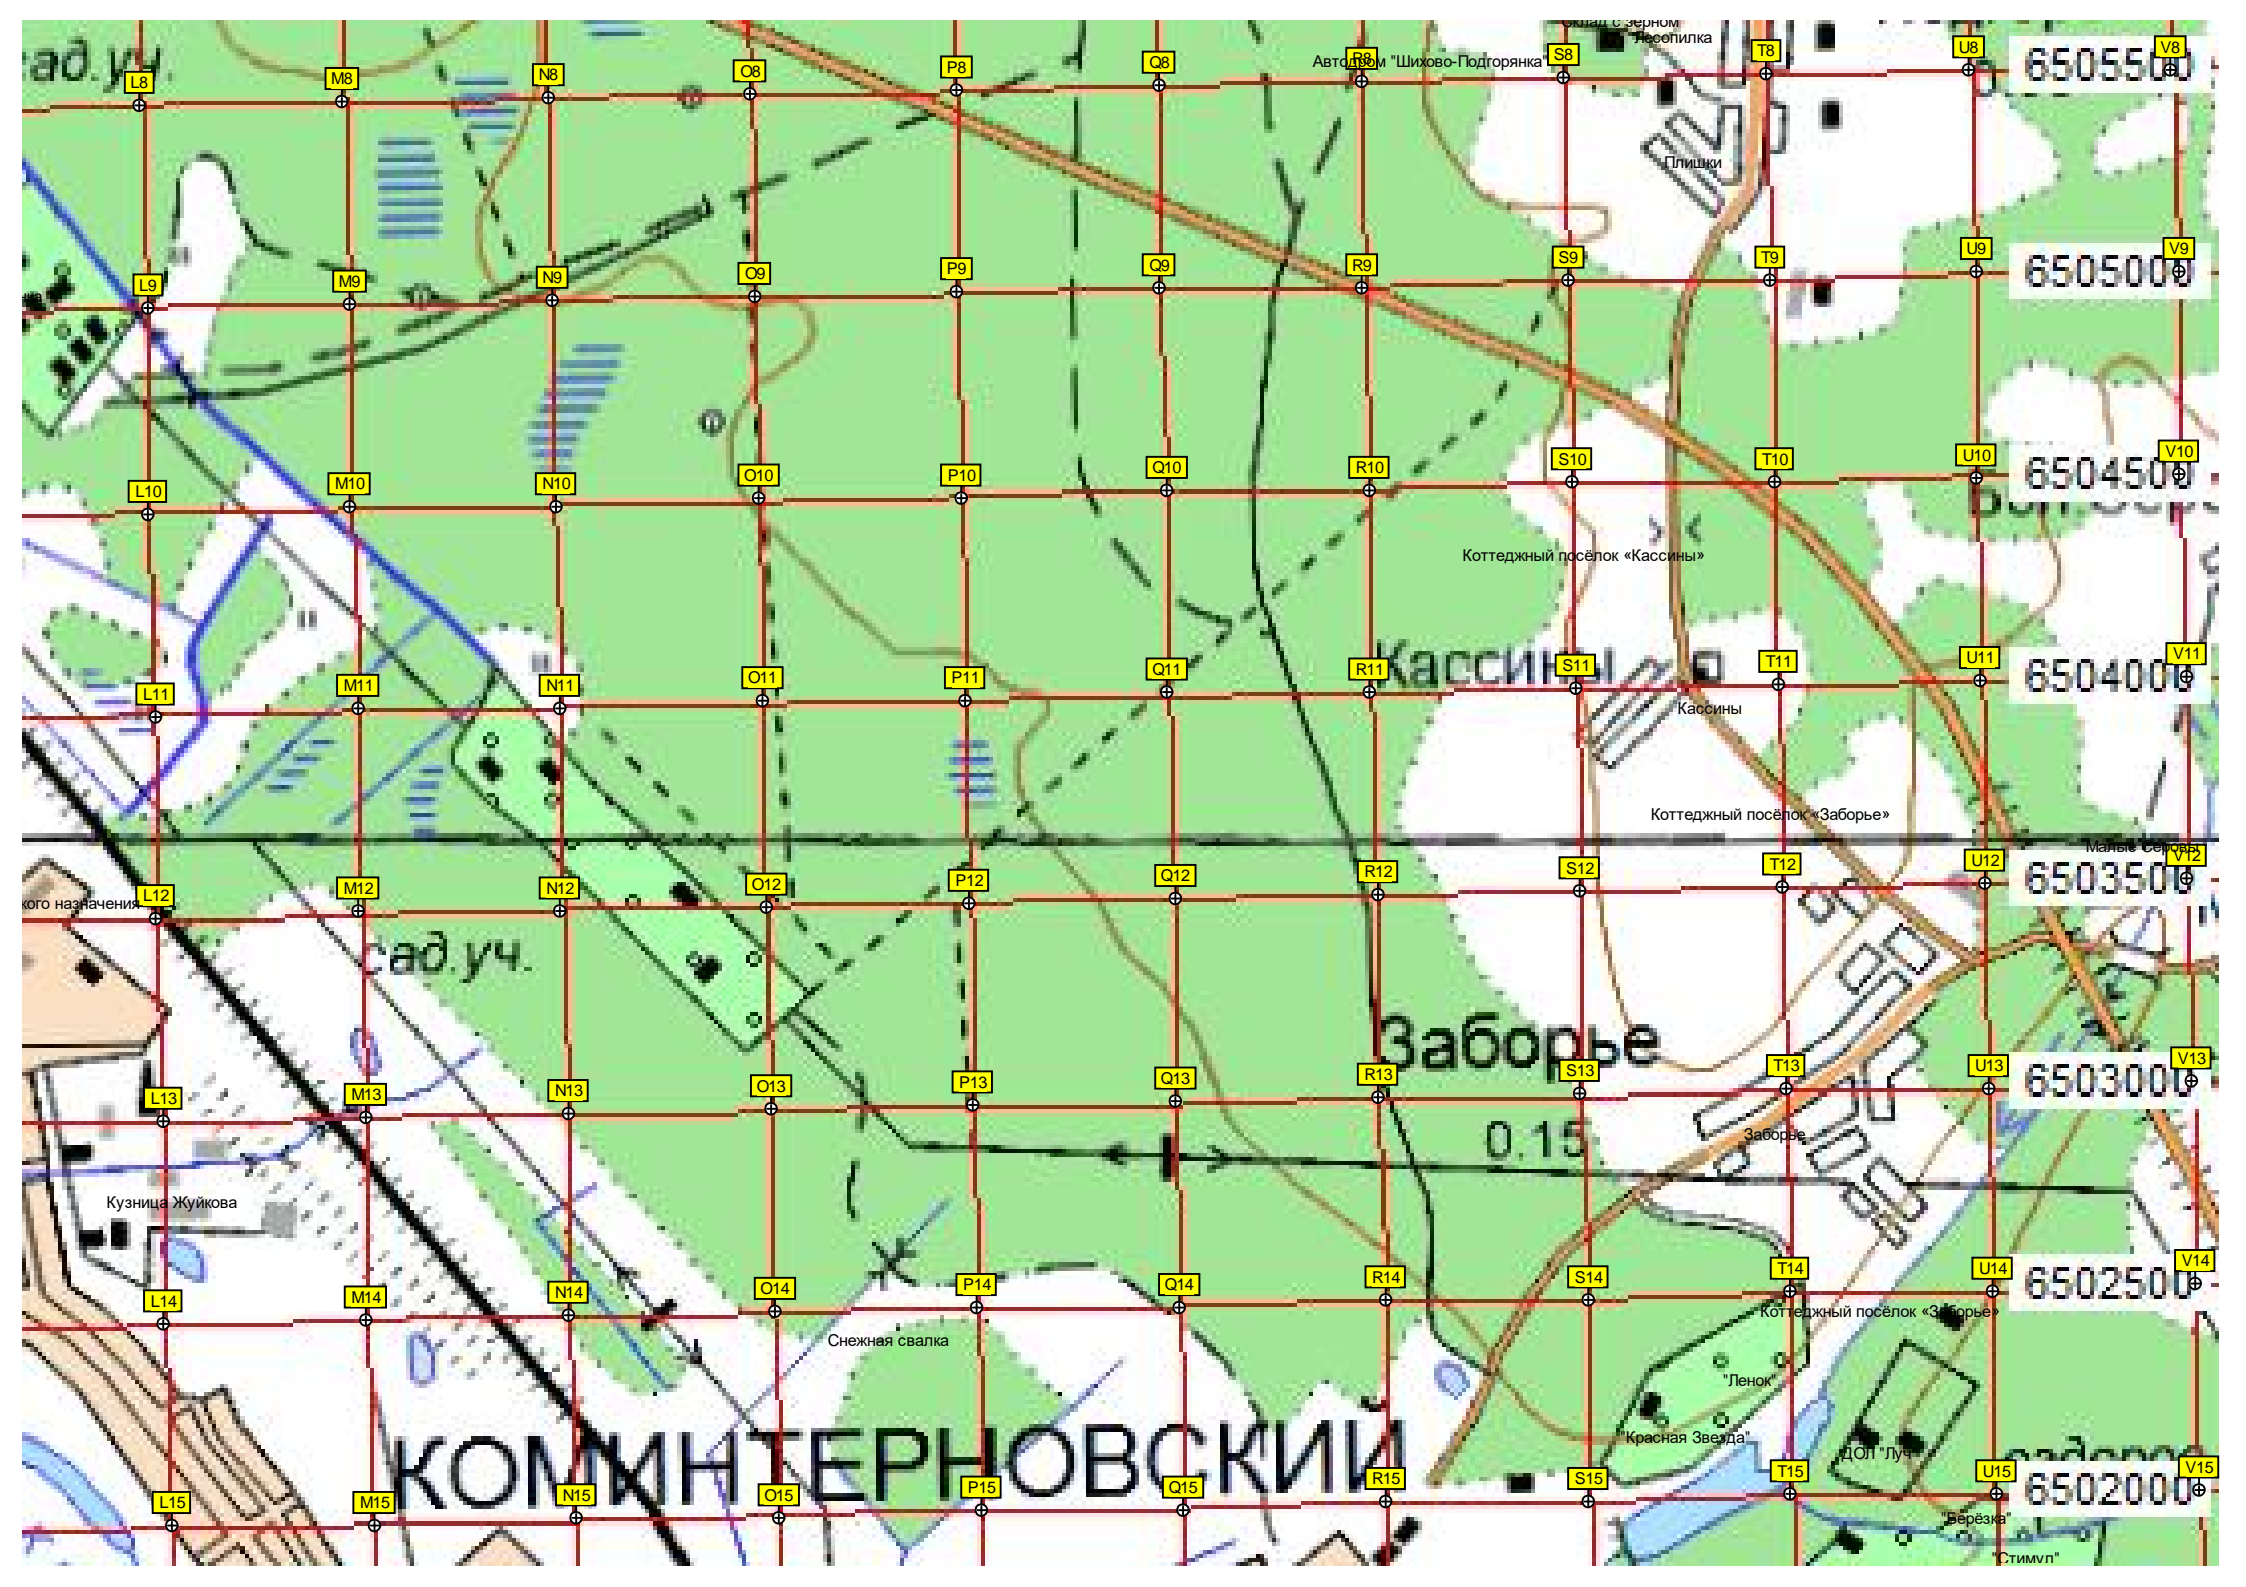 Склад с зерном
Лесопилка
Автодром "Шихово-Подгорянка"
ад.уч.
L8 M8 N8 O8 P8 Q8 R8 S8 T8 U8 V8
6505500
Плишки
L9 M9 N9 O9 P9 Q9 R9 S9 T9 U9 V9
6505000
L10 M10 N10 O10 P10 Q10 R10 S10 T10 U10 V10
6504500
Коттеджный посёлок «Кассины»
Кассины
L11 M11 N11 O11 P11 Q11 R11 S11 T11 U11 V11
6504000
Кассины
Коттеджный посёлок «Заборье»
Малые Серовы
L12 M12 N12 O12 P12 Q12 R12 S12 T12 U12 V12
6503500
кого назначения
сад.уч.
Заборье
L13 M13 N13 O13 P13 Q13 R13 S13 T13 U13 V13
6503000
0.15
Заборье
Кузница Жуйкова
L14 M14 N14 O14 P14 Q14 R14 S14 T14 U14 V14
6502500
Коттеджный посёлок «Заборье»
Снежная свалка
"Ленок"
"Красная Звезда"
ДОЛ "Луч"
КОМИНТЕРНОВСКИЙ
L15 M15 N15 O15 P15 Q15 R15 S15 T15 U15 V15
6502000
"Берёзка"
"Стимул"